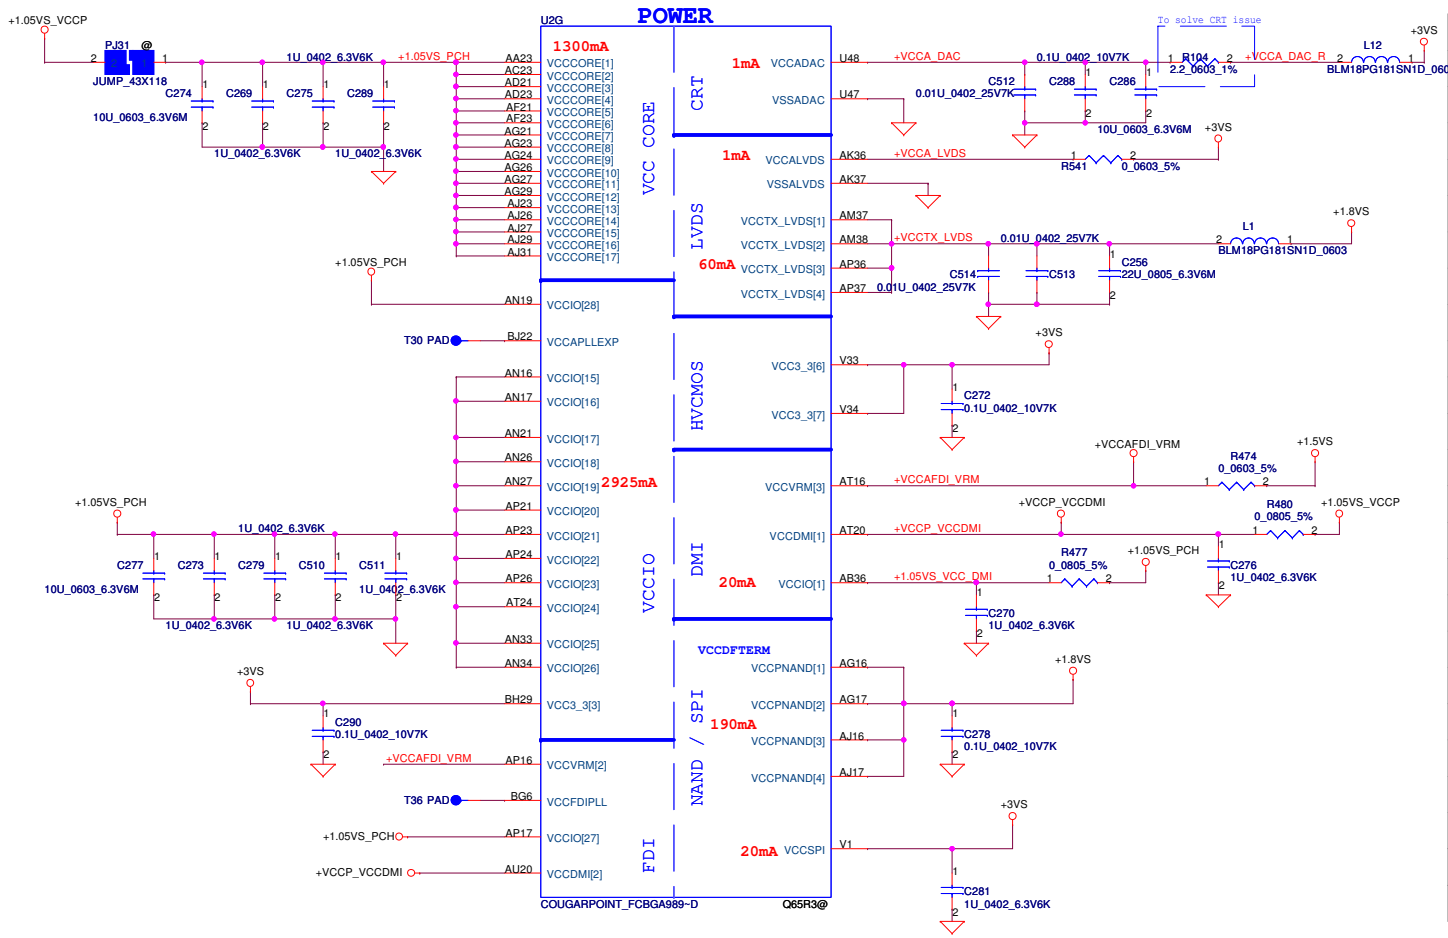 POWER
+1.05VS_VCCP
PJ31 @
2 1
JUMP_43X118
1U_0402_6.3V6K
+1.05VS_PCH
C274
C269
C275
C289
10U_0603_6.3V6M
1U_0402_6.3V6K
1U_0402_6.3V6K
U2G
1300mA
AA23 VCCCORE[1]
AC23 VCCCORE[2]
AD21 VCCCORE[3]
AD23 VCCCORE[4]
AF21 VCCCORE[5]
AF23 VCCCORE[6]
AG21 VCCCORE[7]
AG23 VCCCORE[8]
AG24 VCCCORE[9]
AG26 VCCCORE[10]
AG27 VCCCORE[11]
AG29 VCCCORE[12]
AJ23 VCCCORE[13]
AJ26 VCCCORE[14]
AJ27 VCCCORE[15]
AJ29 VCCCORE[16]
AJ31 VCCCORE[17]
VCC CORE
+1.05VS_PCH
AN19 VCCIO[28]
T30 PAD
BJ22 VCCAPLLEXP
AN16 VCCIO[15]
AN17 VCCIO[16]
AN21 VCCIO[17]
AN26 VCCIO[18]
AN27 VCCIO[19]
2925mA
AP21 VCCIO[20]
AP23 VCCIO[21]
AP24 VCCIO[22]
AP26 VCCIO[23]
AT24 VCCIO[24]
AN33 VCCIO[25]
AN34 VCCIO[26]
VCCIO
+1.05VS_PCH
1U_0402_6.3V6K
C277
C273
C279
C510
C511
10U_0603_6.3V6M
1U_0402_6.3V6K
1U_0402_6.3V6K
1U_0402_6.3V6K
+3VS
BH29 VCC3_3[3]
C290
0.1U_0402_10V7K
+VCCAFDI_VRM
AP16 VCCVRM[2]
T36 PAD
BG6 VCCFDIPLL
+1.05VS_PCH
AP17 VCCIO[27]
+VCCP_VCCDMI
AU20 VCCDMI[2]
FDI
COUGARPOINT_FCBGA989~D
Q65R3@
CRT
1mA
VCCADAC U48
+VCCA_DAC
VSSADAC U47
0.1U_0402_10V7K
C512
0.01U_0402_25V7K
C288
C286
10U_0603_6.3V6M
To solve CRT issue
1 R104 2
2.2_0603_1%
+VCCA_DAC_R
L12
2 1
BLM18PG181SN1D_060
+3VS
LVDS
1mA
VCCALVDS AK36
+VCCA_LVDS
1 2
R541
0_0603_5%
+3VS
VSSALVDS AK37
VCCTX_LVDS[1] AM37
VCCTX_LVDS[2] AM38
60mA
VCCTX_LVDS[3] AP36
VCCTX_LVDS[4] AP37
+VCCTX_LVDS
0.01U_0402_25V7K
C514
0.01U_0402_25V7K
C513
C256
22U_0805_6.3V6M
L1
2 1
BLM18PG181SN1D_0603
+1.8VS
HVCMOS
VCC3_3[6] V33
VCC3_3[7] V34
+3VS
C272
0.1U_0402_10V7K
DMI
VCCVRM[3] AT16
+VCCAFDI_VRM
+VCCAFDI_VRM
R474
0_0603_5%
1 2
+1.5VS
VCCDMI[1] AT20
+VCCP_VCCDMI
+VCCP_VCCDMI
R480
0_0805_5%
1 2
+1.05VS_VCCP
C276
1U_0402_6.3V6K
20mA
VCCIO[1] AB36
+1.05VS_VCC_DMI
R477
0_0805_5%
1 2
+1.05VS_PCH
C270
1U_0402_6.3V6K
NAND / SPI
VCCDFTERM
VCCPNAND[1] AG16
VCCPNAND[2] AG17
190mA
VCCPNAND[3] AJ16
VCCPNAND[4] AJ17
+1.8VS
C278
0.1U_0402_10V7K
20mA
VCCSPI V1
+3VS
C281
1U_0402_6.3V6K